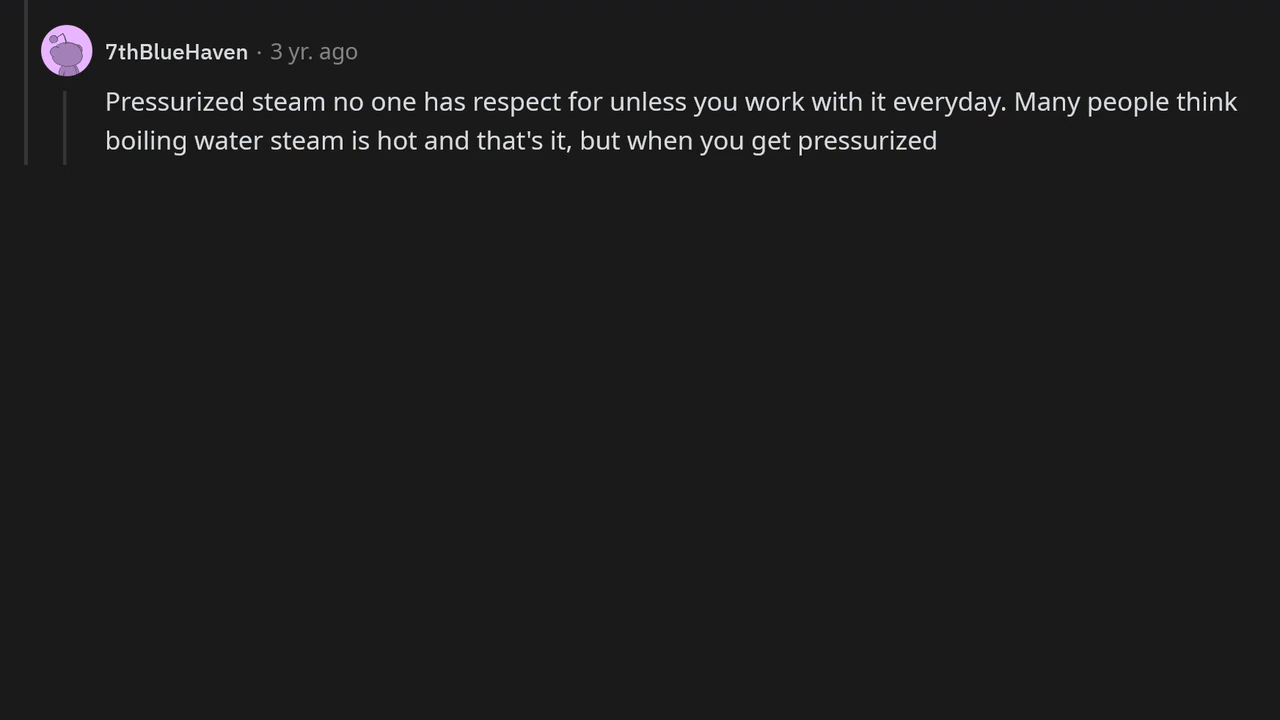 7thBlueHaven · 3 yr. ago
Pressurized steam no one has respect for unless you work with it everyday. Many people think
boiling water steam is hot and that's it, but when you get pressurized